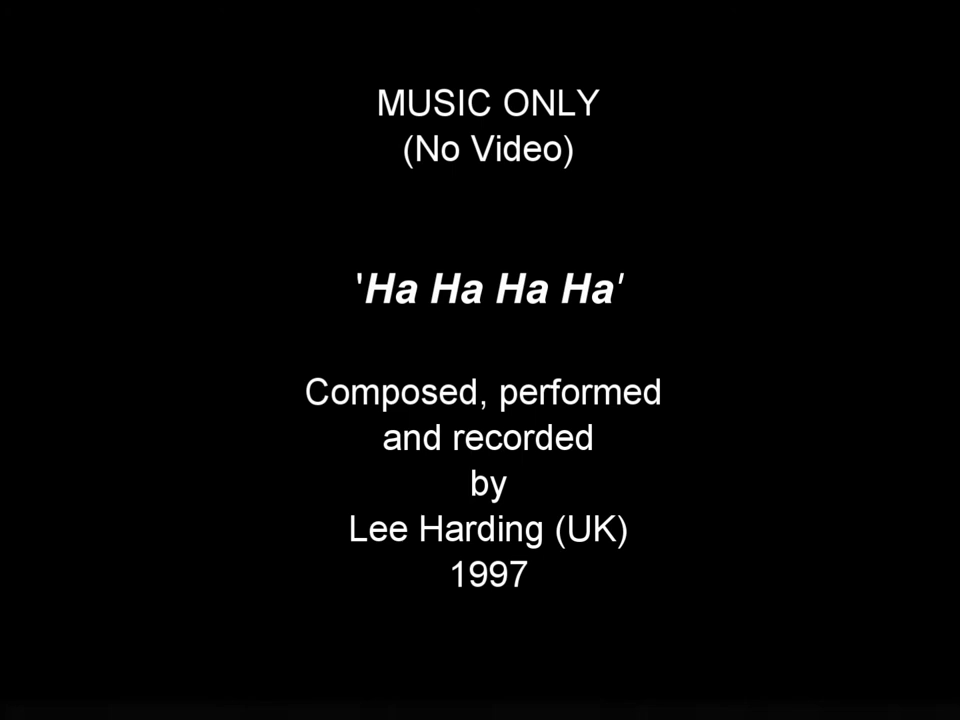 MUSIC ONLY
(No Video)
'Ha Ha Ha Ha'
Composed, performed
and recorded
by
Lee Harding (UK)
1997